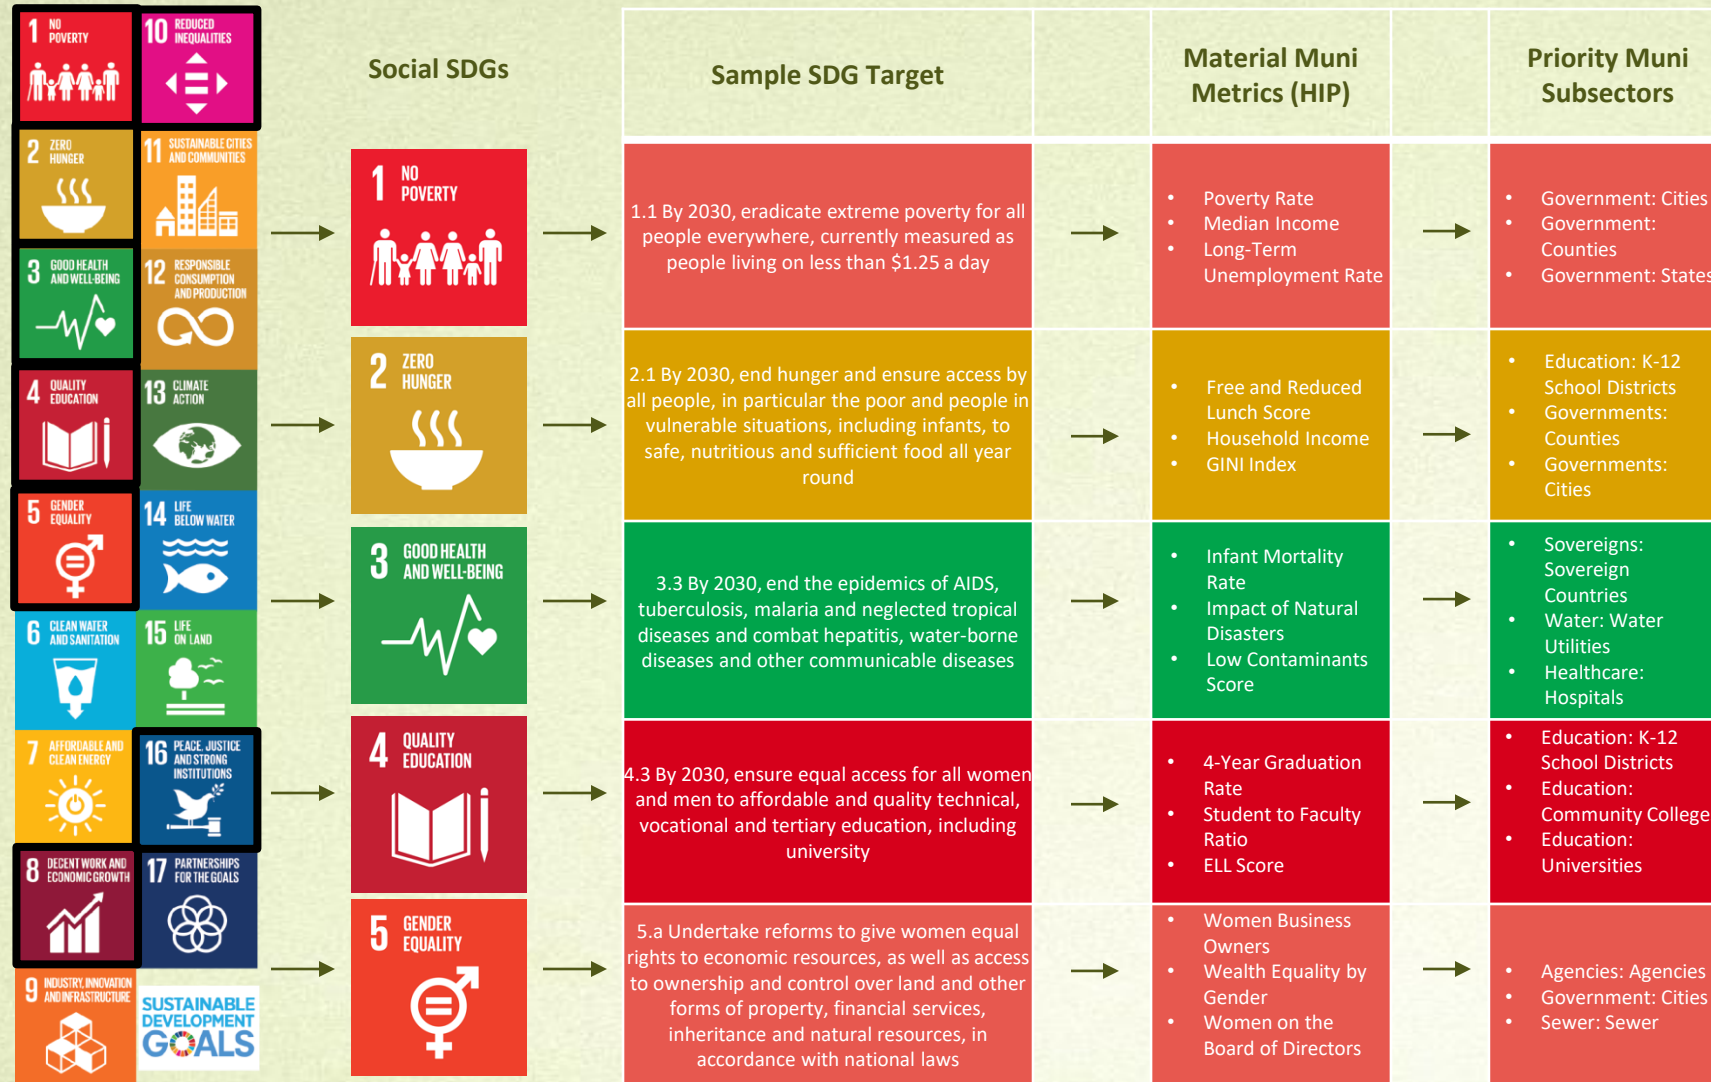 1 NO
POVERTY
10 REDUCED
INEQUALITIES
2 ZERO
HUNGER
11 SUSTAINABLE CITIES
AND COMMUNITIES
3 GOOD HEALTH
AND WELL-BEING
12 RESPONSIBLE
CONSUMPTION
AND PRODUCTION
4 QUALITY
EDUCATION
13 CLIMATE
ACTION
5 GENDER
EQUALITY
14 LIFE
BELOW WATER
6 CLEAN WATER
AND SANITATION
15 LIFE
ON LAND
7 AFFORDABLE AND
CLEAN ENERGY
16 PEACE, JUSTICE
AND STRONG
INSTITUTIONS
8 DECENT WORK AND
ECONOMIC GROWTH
17 PARTNERSHIPS
FOR THE GOALS
9 INDUSTRY, INNOVATION
AND INFRASTRUCTURE
SUSTAINABLE
DEVELOPMENT
GOALS
Social SDGs
Sample SDG Target
Material Muni
Metrics (HIP)
Priority Muni
Subsectors
1 NO
POVERTY
1.1 By 2030, eradicate extreme poverty for all
people everywhere, currently measured as
people living on less than $1.25 a day
• Poverty Rate
• Median Income
• Long-Term
Unemployment Rate
• Government: Cities
• Government:
Counties
• Government: States
2 ZERO
HUNGER
2.1 By 2030, end hunger and ensure access by
all people, in particular the poor and people in
vulnerable situations, including infants, to
safe, nutritious and sufficient food all year
round
• Free and Reduced
Lunch Score
• Household Income
• GINI Index
• Education: K-12
School Districts
• Governments:
Counties
• Governments:
Cities
3 GOOD HEALTH
AND WELL-BEING
3.3 By 2030, end the epidemics of AIDS,
tuberculosis, malaria and neglected tropical
diseases and combat hepatitis, water-borne
diseases and other communicable diseases
• Infant Mortality
Rate
• Impact of Natural
Disasters
• Low Contaminants
Score
• Sovereigns:
Sovereign
Countries
• Water: Water
Utilities
• Healthcare:
Hospitals
4 QUALITY
EDUCATION
4.3 By 2030, ensure equal access for all women
and men to affordable and quality technical,
vocational and tertiary education, including
university
• 4-Year Graduation
Rate
• Student to Faculty
Ratio
• ELL Score
• Education: K-12
School Districts
• Education:
Community College
• Education:
Universities
5 GENDER
EQUALITY
5.a Undertake reforms to give women equal
rights to economic resources, as well as access
to ownership and control over land and other
forms of property, financial services,
inheritance and natural resources, in
accordance with national laws
• Women Business
Owners
• Wealth Equality by
Gender
• Women on the
Board of Directors
• Agencies: Agencies
• Government: Cities
• Sewer: Sewer